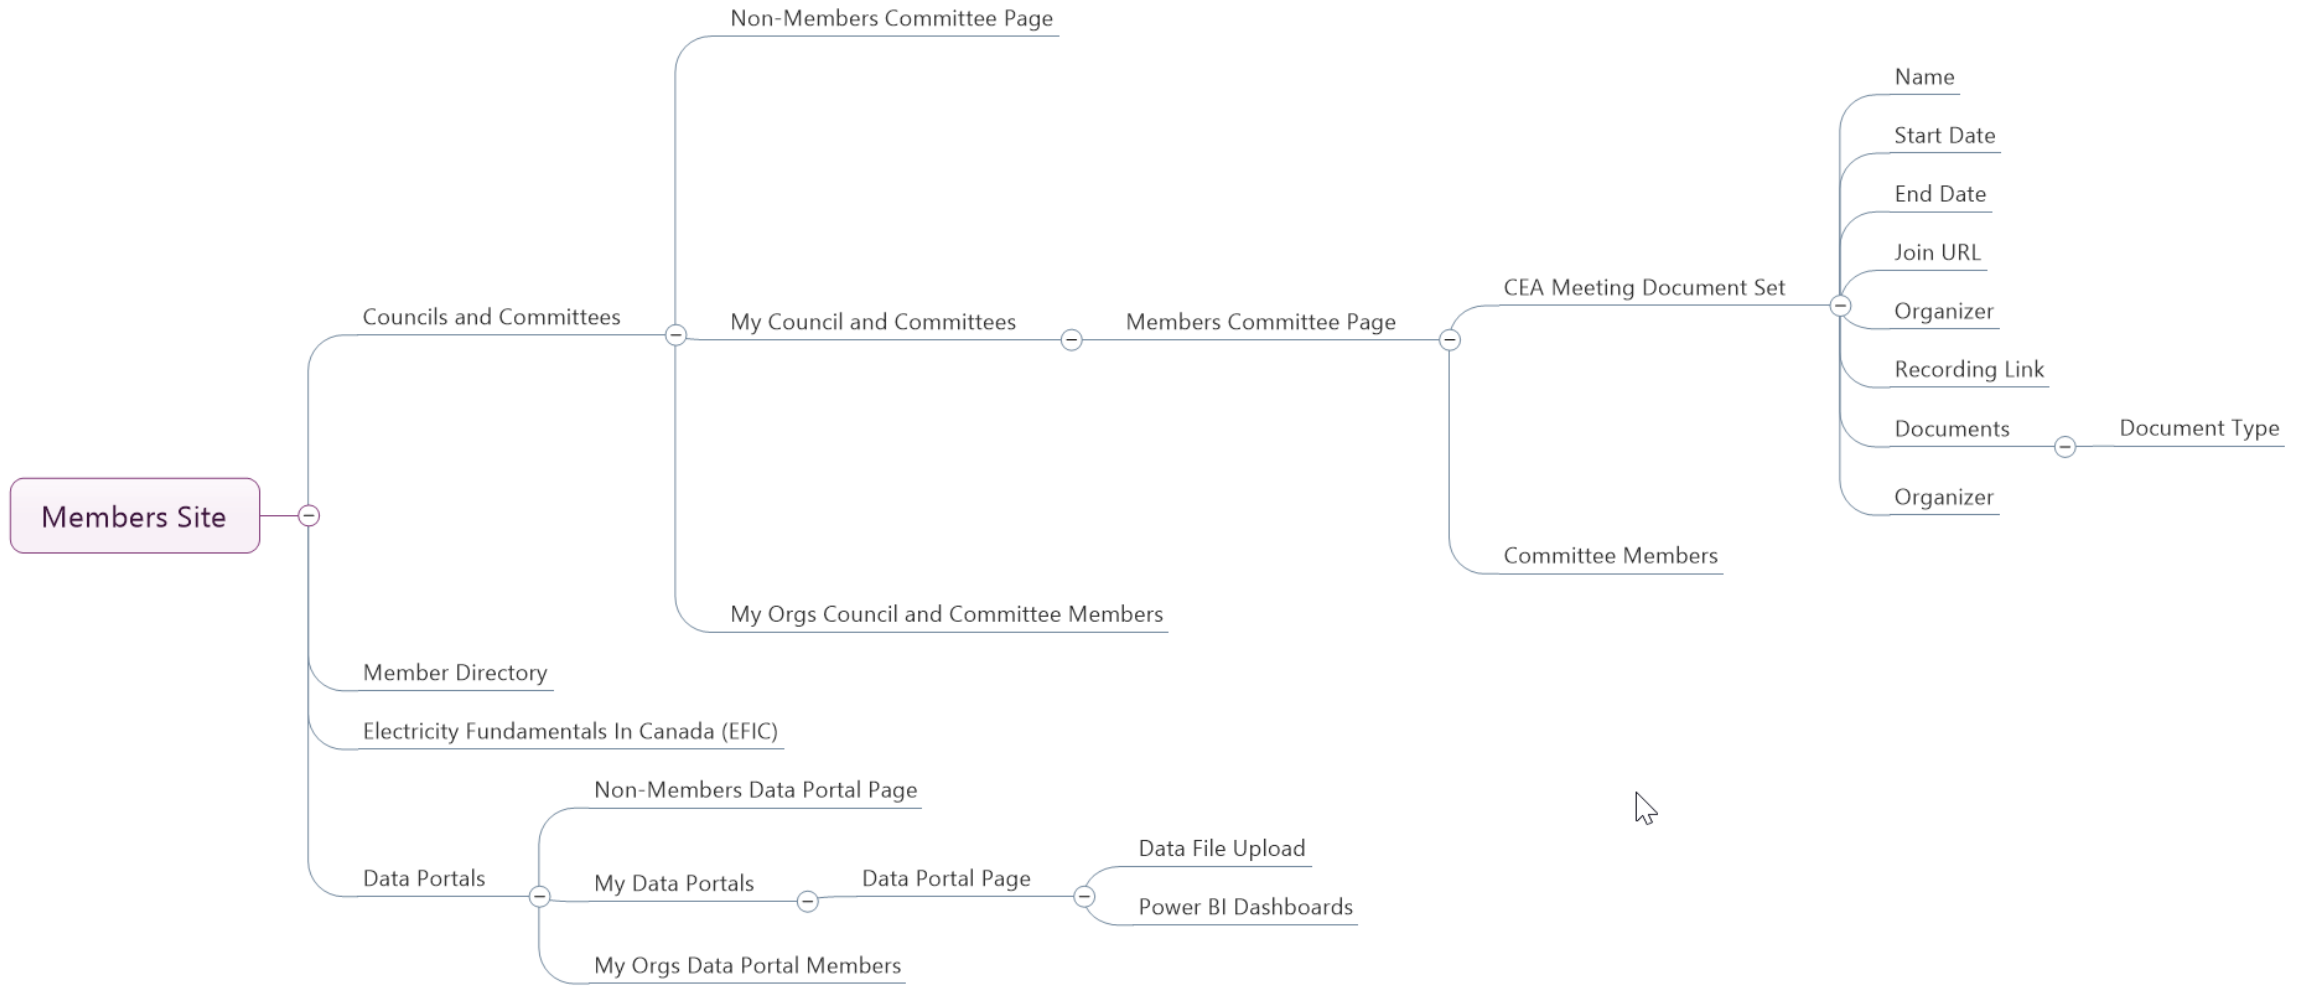 Members Site
Councils and Committees
Non-Members Committee Page
My Council and Committees
Members Committee Page
CEA Meeting Document Set
Name
Start Date
End Date
Join URL
Organizer
Recording Link
Documents
Document Type
Organizer
Committee Members
My Orgs Council and Committee Members
Member Directory
Electricity Fundamentals In Canada (EFIC)
Data Portals
Non-Members Data Portal Page
My Data Portals
Data Portal Page
Data File Upload
Power BI Dashboards
My Orgs Data Portal Members